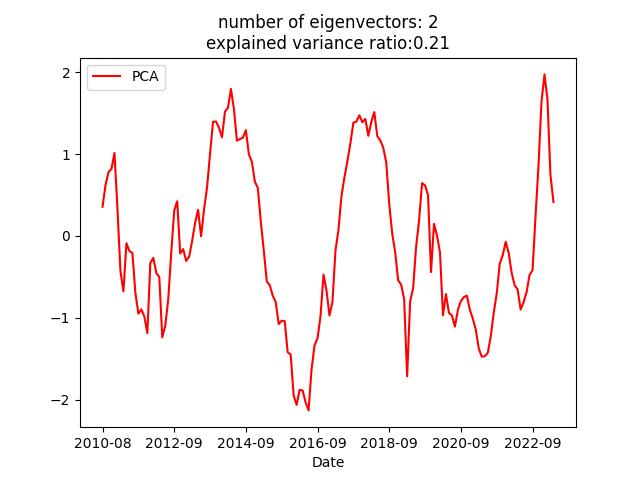 number of eigenvectors: 2
explained variance ratio:0.21
PCA
2
1
0
−1
−2
2010-08 2012-09 2014-09 2016-09 2018-09 2020-09 2022-09
Date